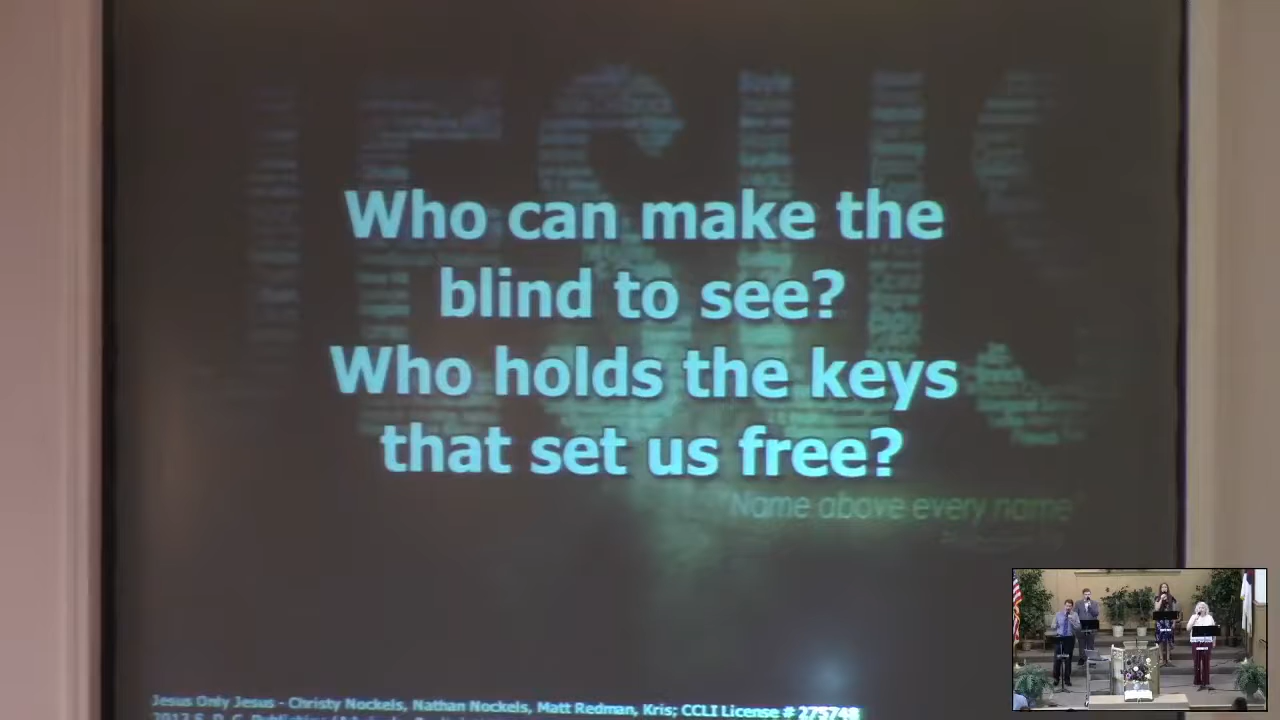 JESUS
Who can make the
blind to see?
Who holds the keys
that set us free?
Name above every name
Jesus Only Jesus - Christy Nockels, Nathan Nockels, Matt Redman, Kris; CCLI License # 275748